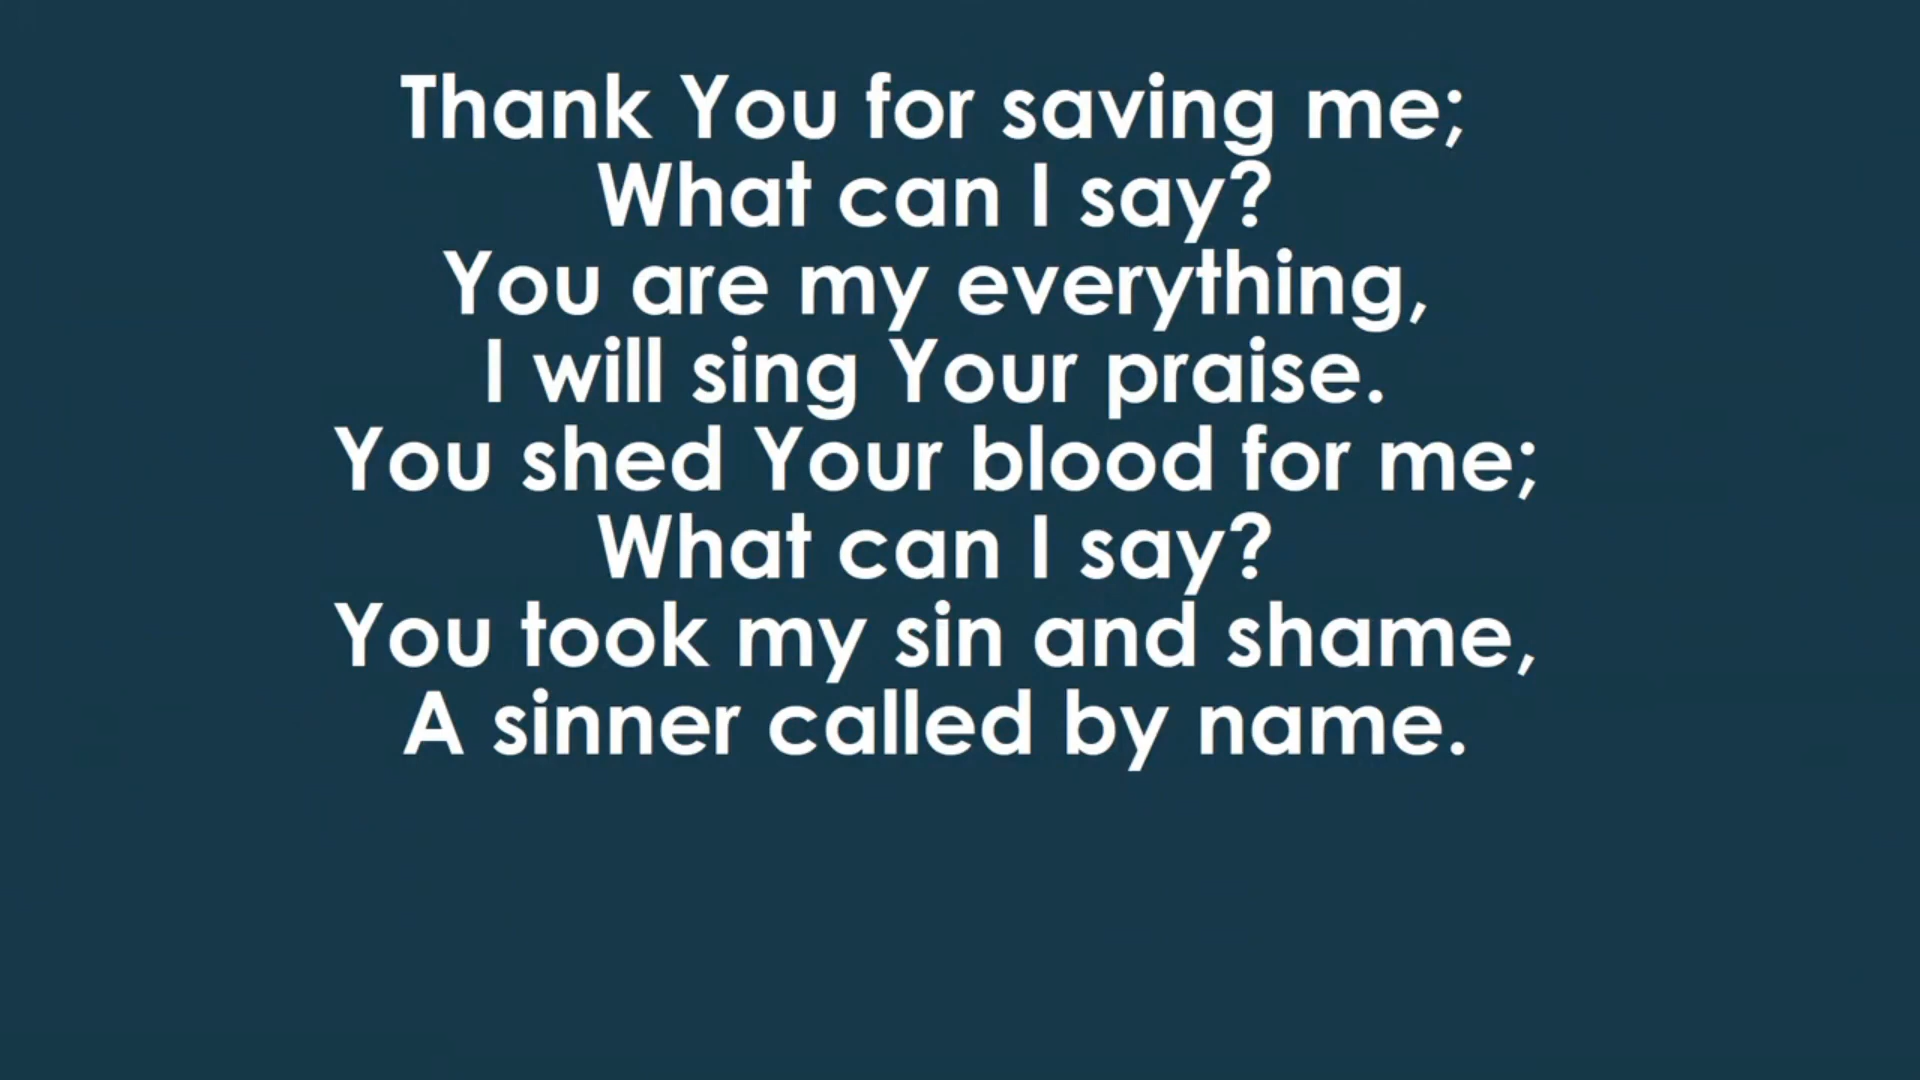 Thank You for saving me;
What can I say?
You are my everything,
I will sing Your praise.
You shed Your blood for me;
What can I say?
You took my sin and shame,
A sinner called by name.